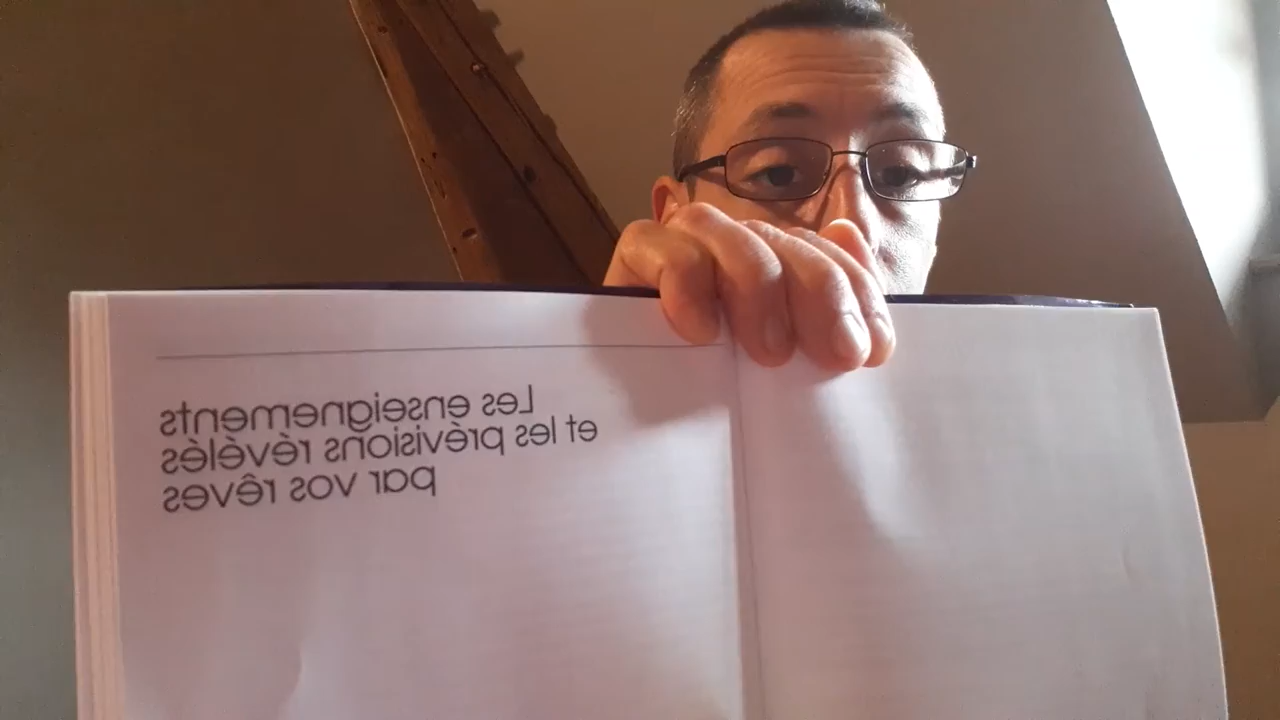 Les enseignements
et les prévisions révélés
par vos rêves